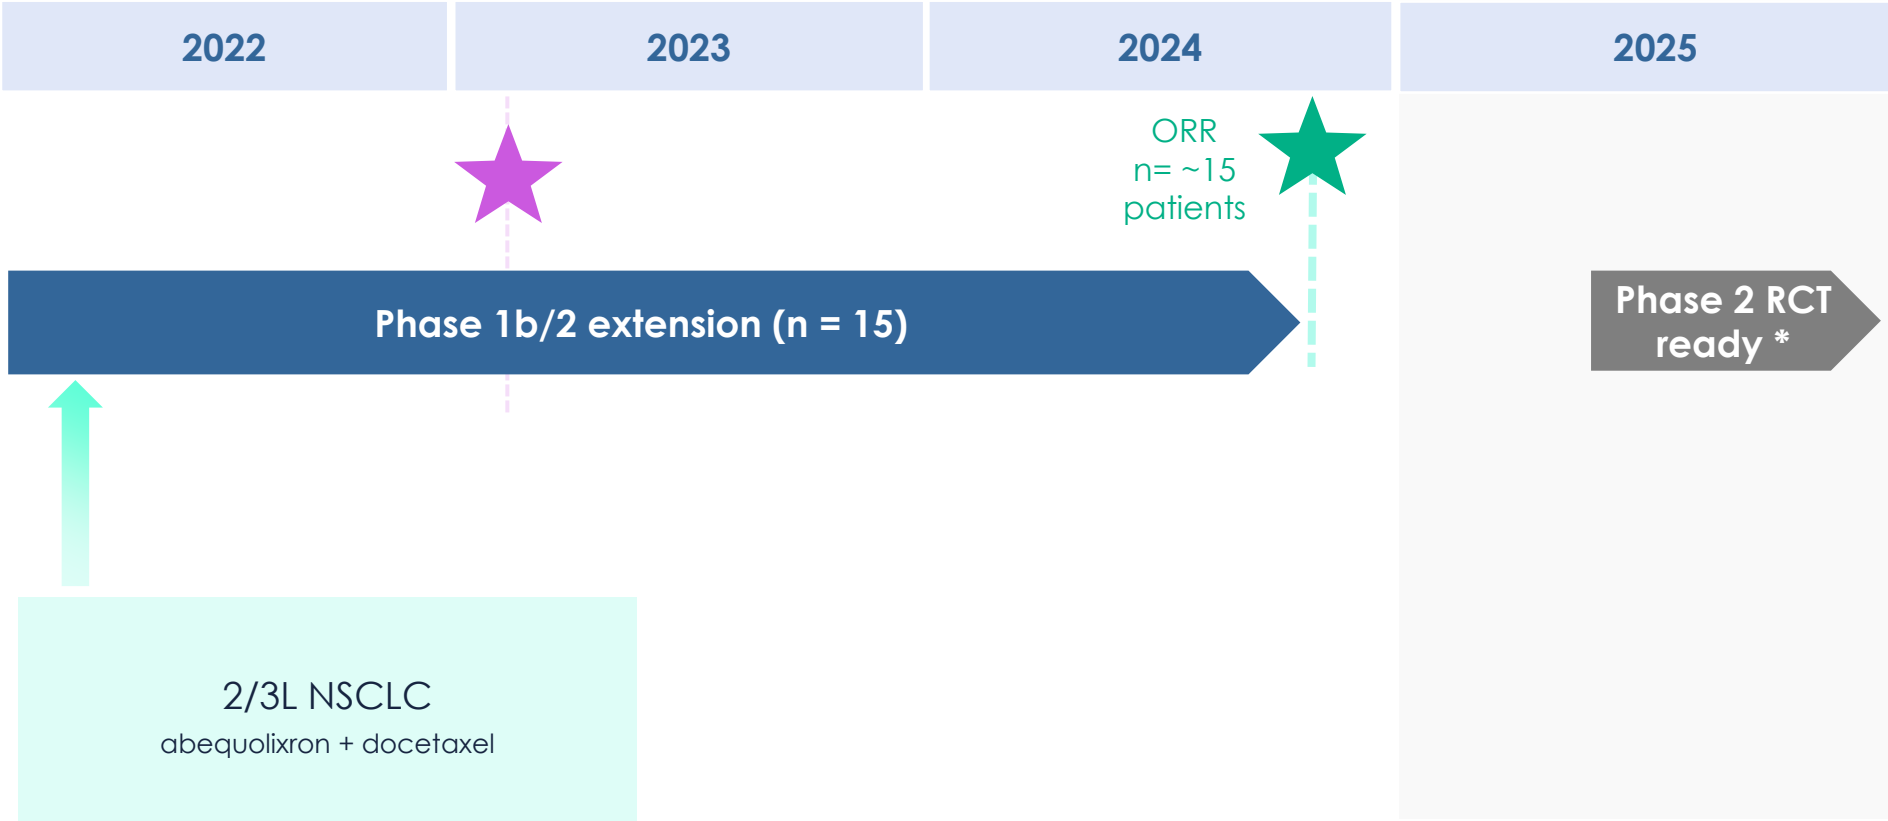 2022
2023
2024
2025
ORR
n= ~15
patients
Phase 1b/2 extension (n = 15)
Phase 2 RCT
ready *
2/3L NSCLC
abequolixron + docetaxel